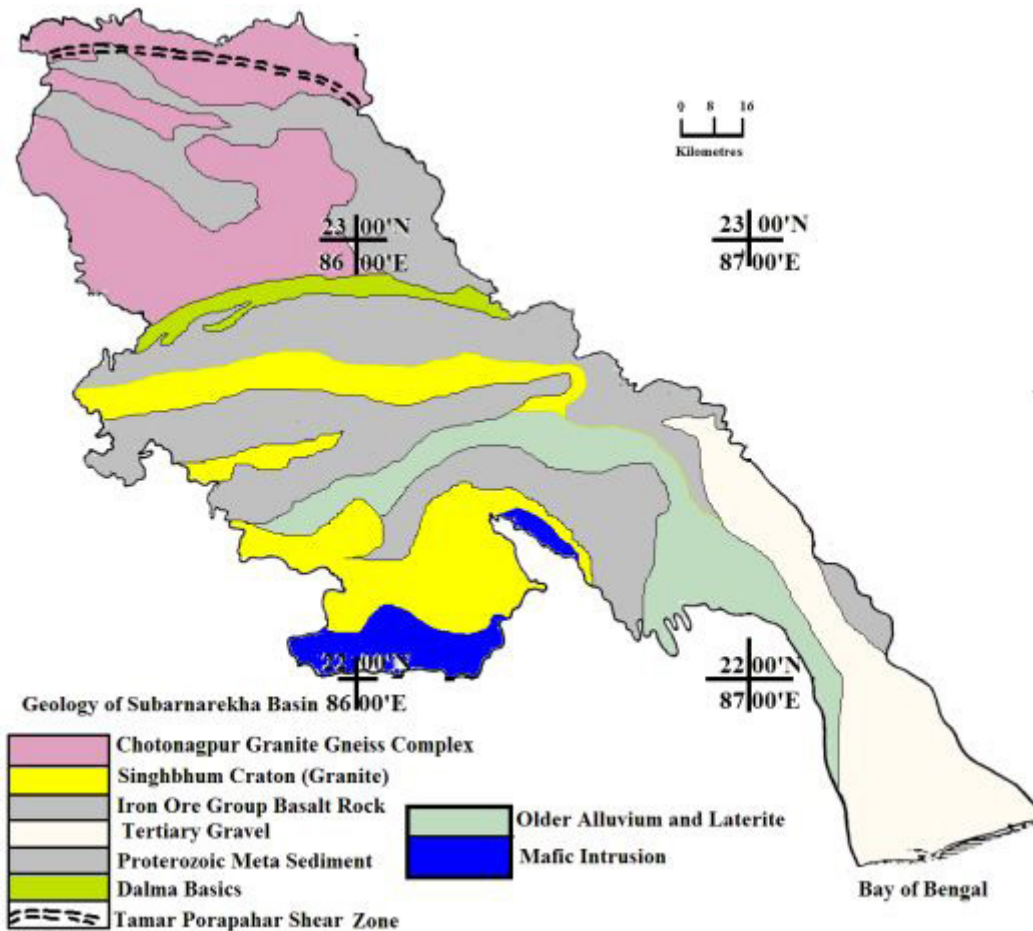 0 8 16
Kilometres
23 00'N
86 00'E
23 00'N
87 00'E
22 00'N
86 00'E
22 00'N
87 00'E
Geology of Subarnarekha Basin
Chotonagpur Granite Gneiss Complex
Singhbhum Craton (Granite)
Iron Ore Group Basalt Rock
Tertiary Gravel
Proterozoic Meta Sediment
Dalma Basics
Tamar Porapahar Shear Zone
Older Alluvium and Laterite
Mafic Intrusion
Bay of Bengal